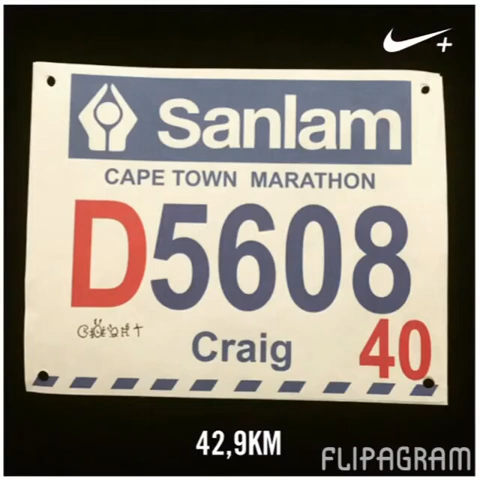 Sanlam
CAPE TOWN MARATHON
D5608
Craig
40
42,9KM
FLIPAGRAM